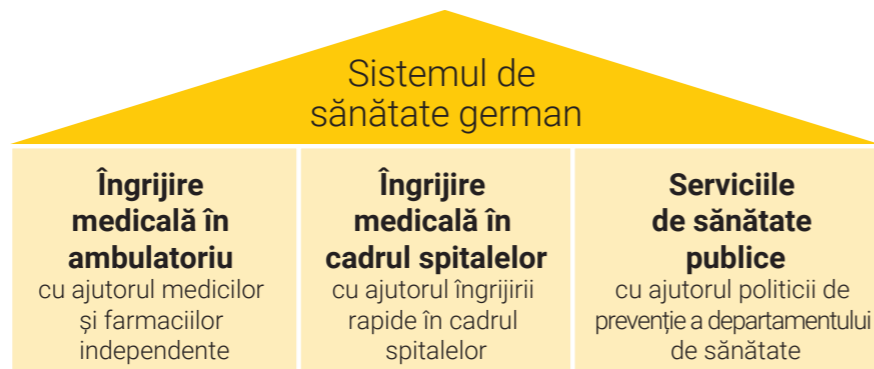 Sistemul de
sănătate german
Îngrijire
medicală în
ambulatoriu
cu ajutorul medicilor
și farmaciilor
independente
Îngrijire
medicală în
cadrul spitalelor
cu ajutorul îngrijirii
rapide în cadrul
spitalelor
Serviciile
de sănătate
publice
cu ajutorul politicii de
prevenție a departamentului
de sănătate